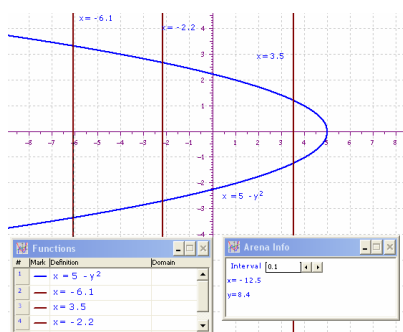 x = -6.1
x = -2.2
x = 3.5
4
3
2
1
-8 -7 -6 -5 -4 -3 -2 -1 0 1 2 3 4 5 6 7 8
-1
-2
-3
-4
x = 5 - y²
Functions
# Mark Definition Domain
1 x = 5 - y²
2 x = -6.1
3 x = 3.5
4 x = -2.2
Arena Info
Interval 0.1
x= -12.5
y=8.4